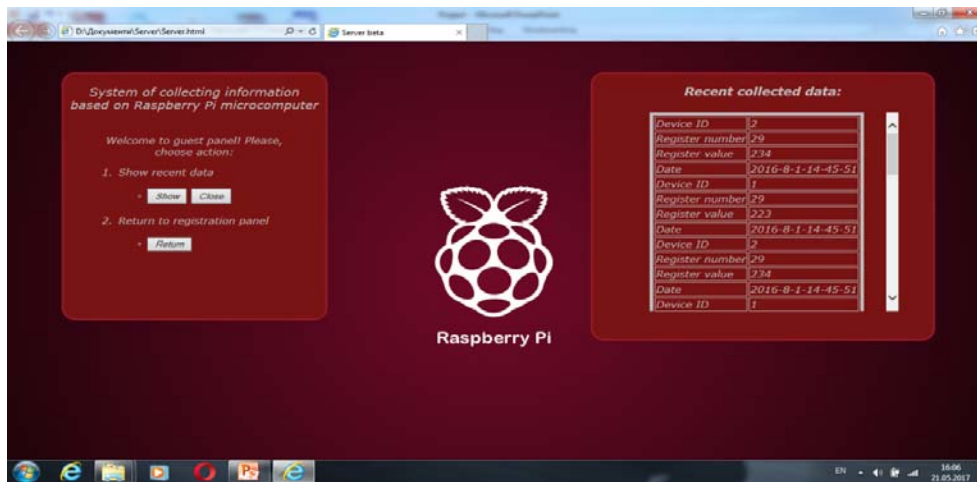 D:\Документи\Server\Server.html
Server beta
System of collecting information
based on Raspberry Pi microcomputer
Welcome to guest panel! Please,
choose action:
1. Show recent data
Show Close
2. Return to registration panel
Return
Raspberry Pi
Recent collected data:
Device ID 2
Register number 29
Register value 234
Date 2016-8-1-14-45-51
Device ID 1
Register number 29
Register value 223
Date 2016-8-1-14-45-51
Device ID 2
Register number 29
Register value 234
Date 2016-8-1-14-45-51
Device ID 1
EN
16:06
21.05.2017